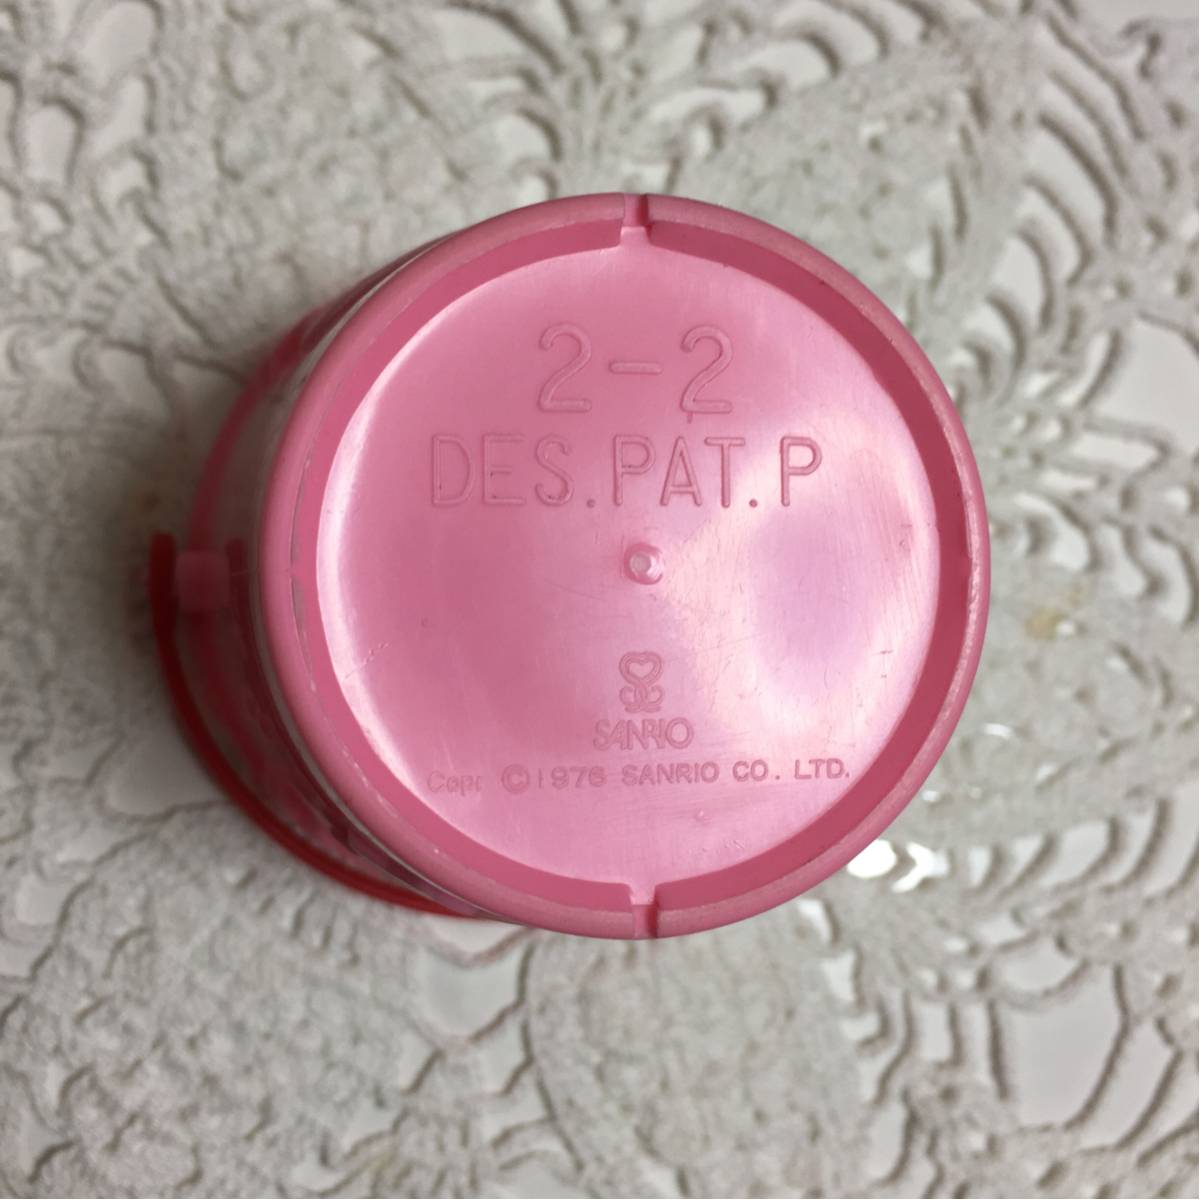 2-2
DES.PAT.P
SANRIO
Copr ©1976 SANRIO CO. LTD.